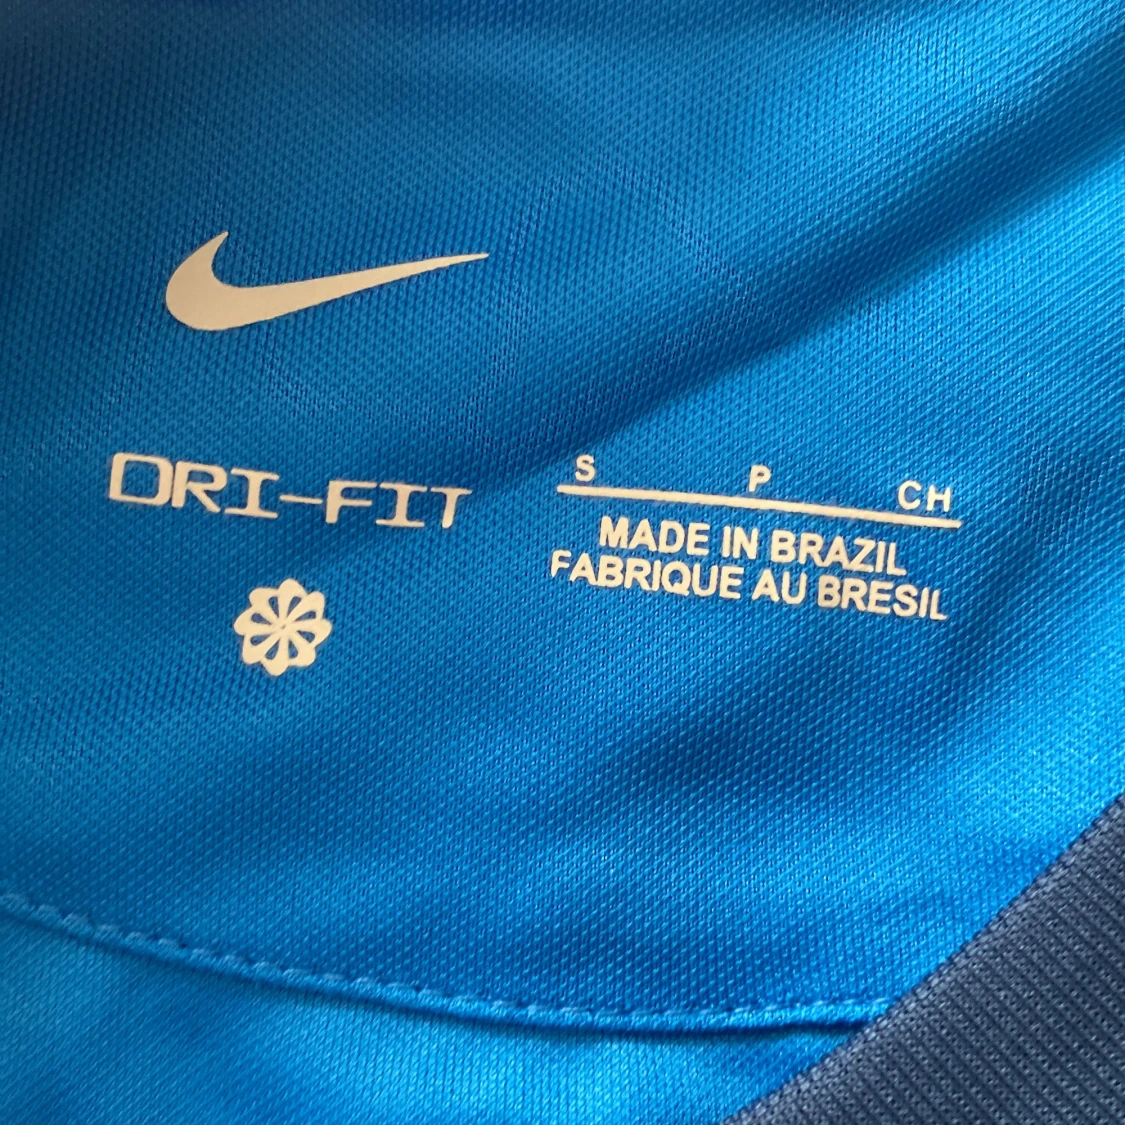 DRI-FIT
S P CH
MADE IN BRAZIL
FABRIQUE AU BRESIL